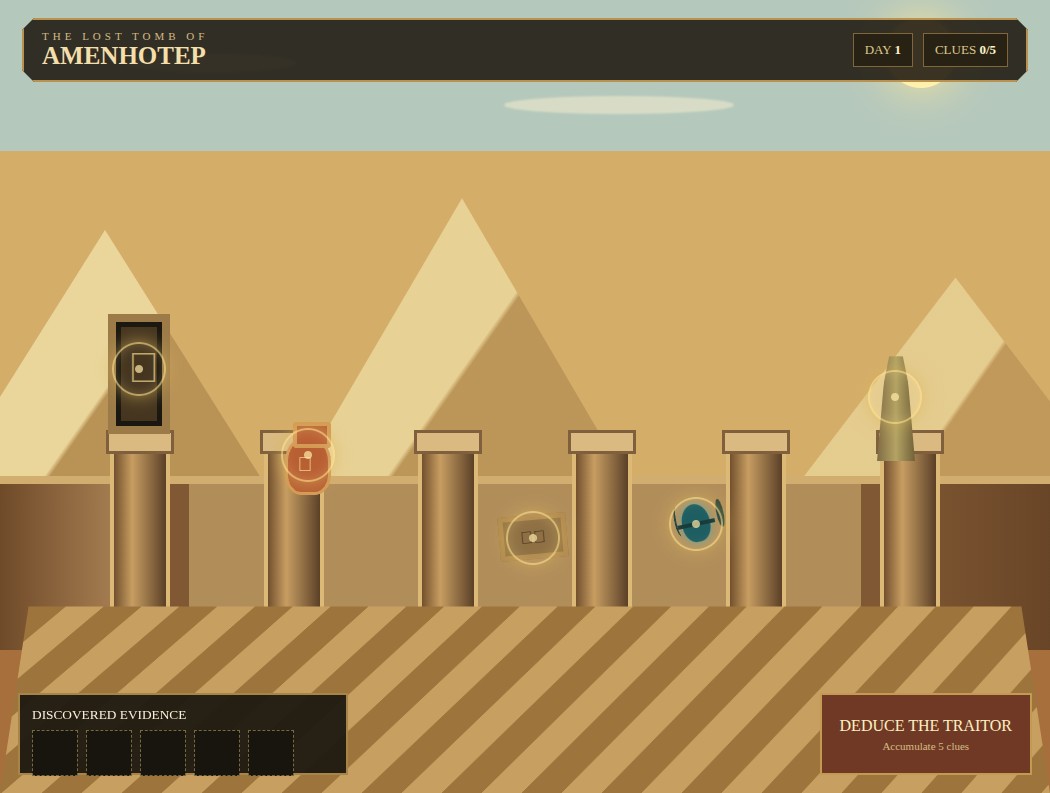 THE LOST TOMB OF
AMENHOTEP
DAY 1
CLUES 0/5
DISCOVERED EVIDENCE
DEDUCE THE TRAITOR
Accumulate 5 clues